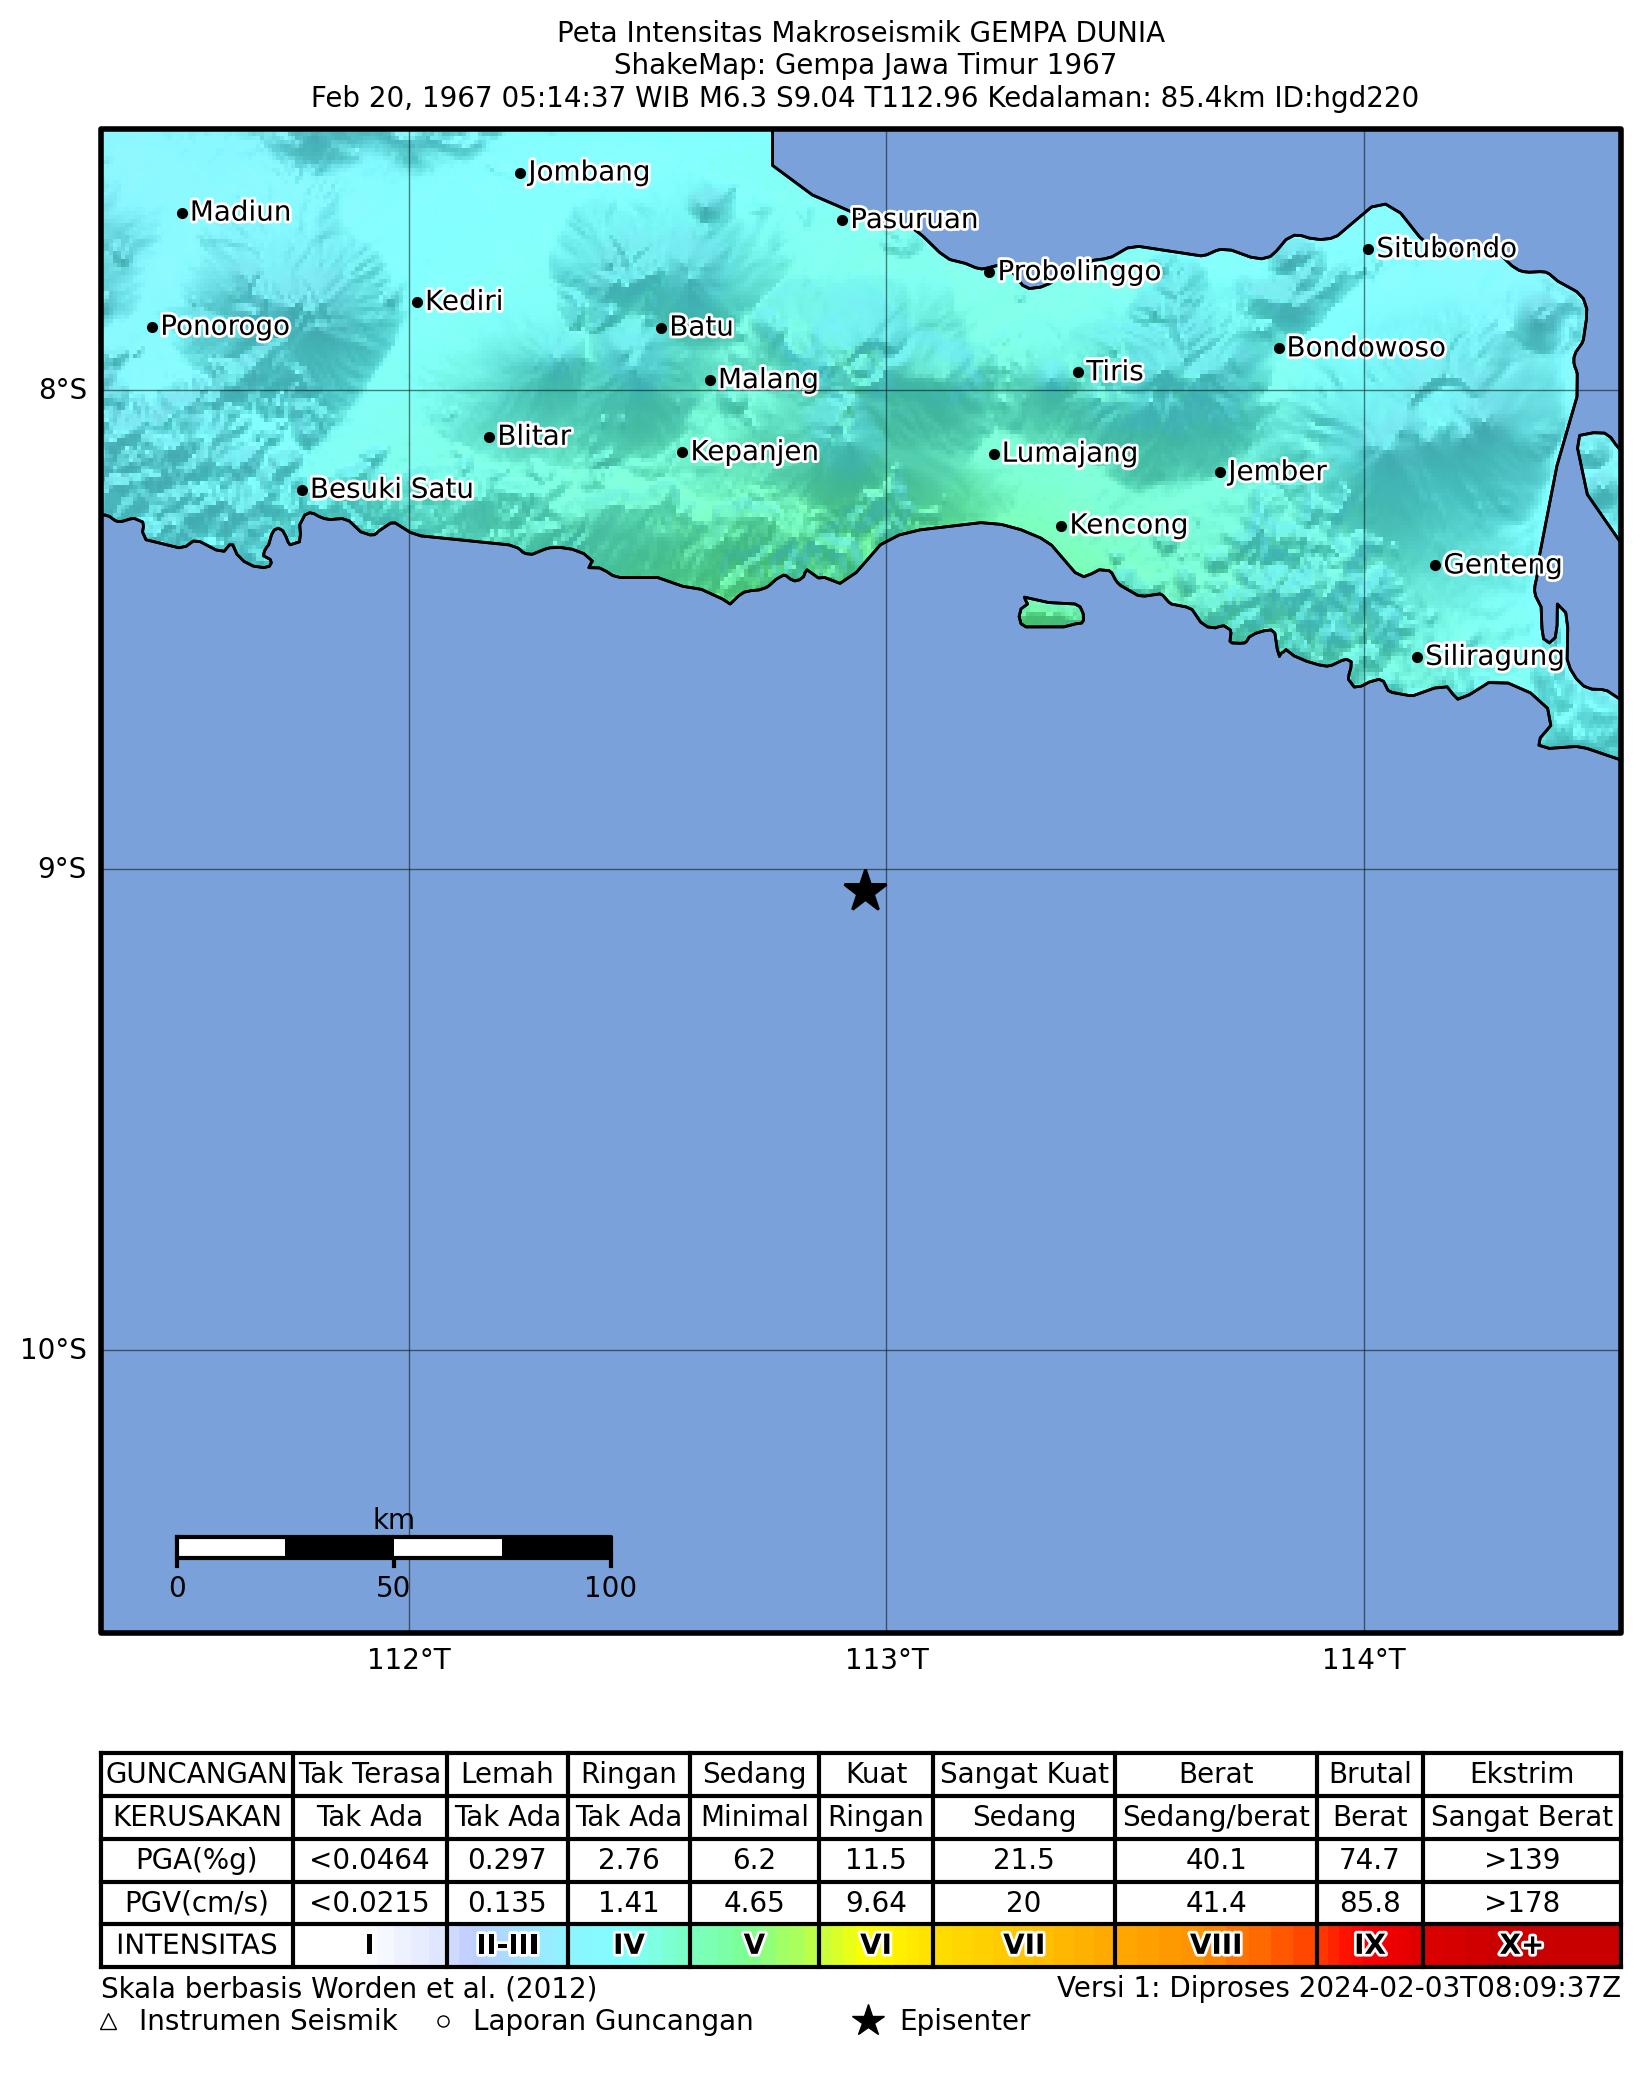 Peta Intensitas Makroseismik GEMPA DUNIA
ShakeMap: Gempa Jawa Timur 1967
Feb 20, 1967 05:14:37 WIB M6.3 S9.04 T112.96 Kedalaman: 85.4km ID:hgd220
Jombang
Madiun
Pasuruan
Situbondo
Probolinggo
Kediri
Ponorogo
Batu
Bondowoso
Malang
Tiris
8°S
Blitar
Kepanjen
Lumajang
Jember
Besuki Satu
Kencong
Genteng
Siliragung
9°S
10°S
km
0 50 100
112°T 113°T 114°T
GUNCANGAN Tak Terasa Lemah Ringan Sedang Kuat Sangat Kuat Berat Brutal Ekstrim
KERUSAKAN Tak Ada Tak Ada Tak Ada Minimal Ringan Sedang Sedang/berat Berat Sangat Berat
PGA(%g) <0.0464 0.297 2.76 6.2 11.5 21.5 40.1 74.7 >139
PGV(cm/s) <0.0215 0.135 1.41 4.65 9.64 20 41.4 85.8 >178
INTENSITAS I II-III IV V VI VII VIII IX X+
Skala berbasis Worden et al. (2012) Versi 1: Diproses 2024-02-03T08:09:37Z
Instrumen Seismik Laporan Guncangan Episenter